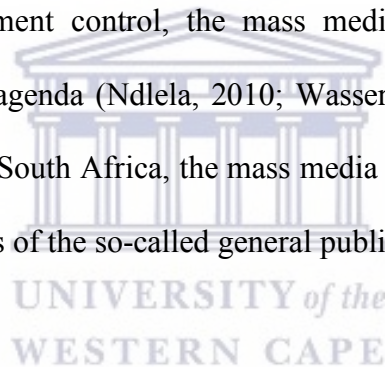 ment control, the mass medi
agenda (Ndlela, 2010; Wasser
South Africa, the mass media
s of the so-called general publi
UNIVERSITY of the
WESTERN CAPE